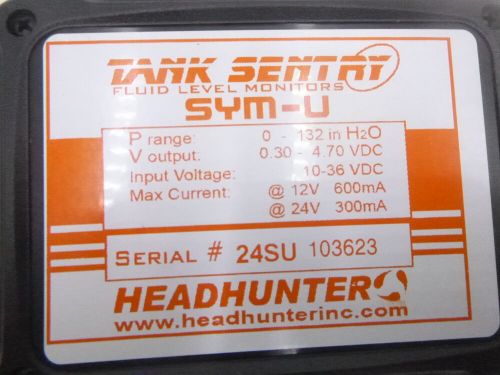 TANK SENTRY
FLUID LEVEL MONITORS
SYM-U
P range: 0 - 132 in H2O
V output: 0.30 - 4.70 VDC
Input Voltage: 10-36 VDC
Max Current: @ 12V 600mA
@ 24V 300mA
SERIAL # 24SU 103623
HEADHUNTER
www.headhunterinc.com